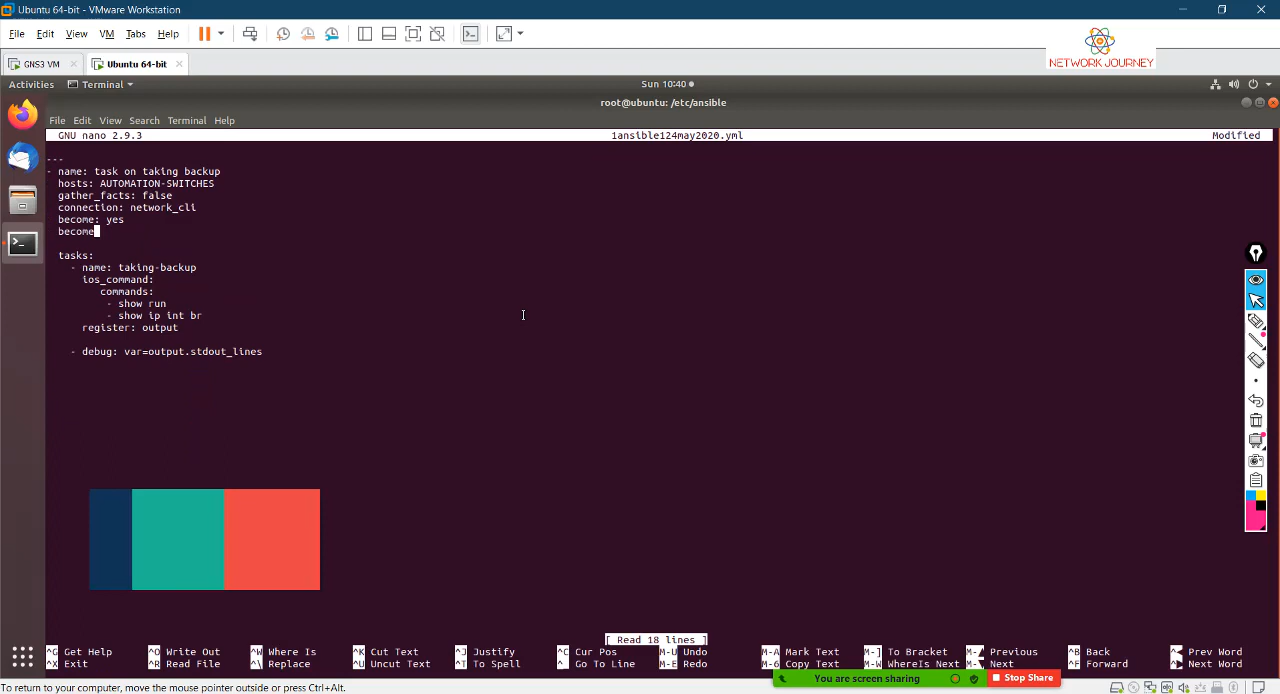 Ubuntu 64-bit - VMware Workstation
File Edit View VM Tabs Help
NETWORK JOURNEY
GNS3 VM × Ubuntu 64-bit ×
Activities Terminal Sun 10:40
root@ubuntu: /etc/ansible
File Edit View Search Terminal Help
GNU nano 2.9.3 1ansible124may2020.yml Modified
---
- name: task on taking backup
hosts: AUTOMATION-SWITCHES
gather_facts: false
connection: network_cli
become: yes
become
tasks:
- name: taking-backup
ios_command:
commands:
- show run
- show ip int br
register: output
- debug: var=output.stdout_lines
[ Read 18 lines ]
^G Get Help ^O Write Out ^W Where Is ^K Cut Text ^J Justify ^C Cur Pos M-U Undo M-A Mark Text M-] To Bracket M-▲ Previous ^B Back ^◀ Prev Word
^X Exit ^R Read File ^\ Replace ^U Uncut Text ^T To Spell ^_ Go To Line M-E Redo M-6 Copy Text M-W WhereIs Next M-▼ Next ^F Forward ^▶ Next Word
You are screen sharing Stop Share
To return to your computer, move the mouse pointer outside or press Ctrl+Alt.